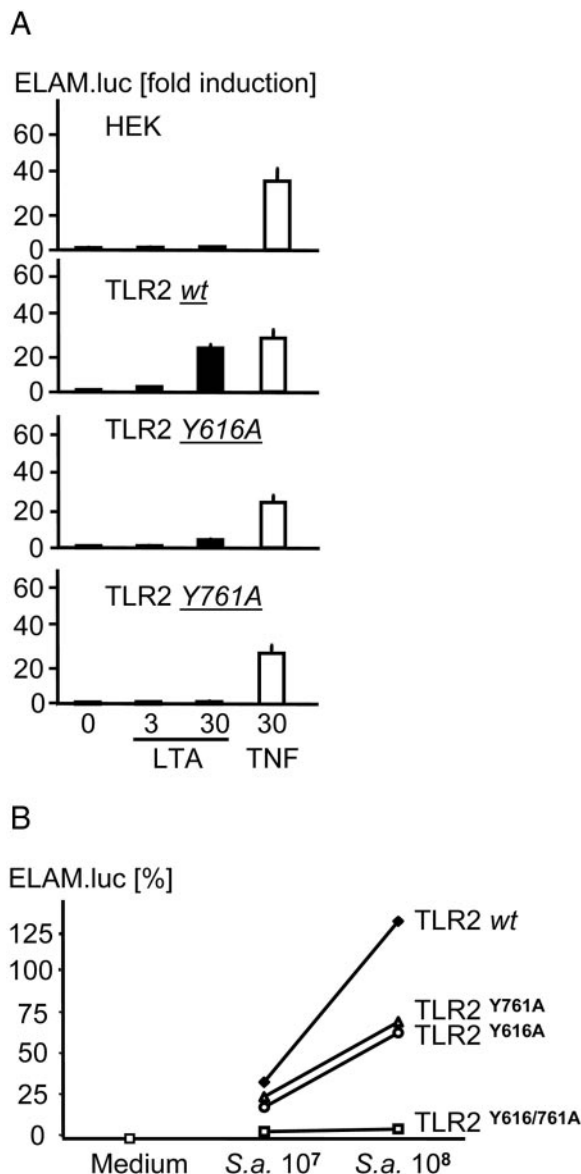 A
ELAM.luc [fold induction]
HEK
60
40
20
0
TLR2 wt
60
40
20
0
TLR2 Y616A
60
40
20
0
TLR2 Y761A
60
40
20
0
0 3 30 30
LTA TNF
B
ELAM.luc [%]
125
100
75
50
25
0
TLR2 wt
TLR2 Y761A
TLR2 Y616A
TLR2 Y616/761A
Medium S.a. 10⁷ S.a. 10⁸